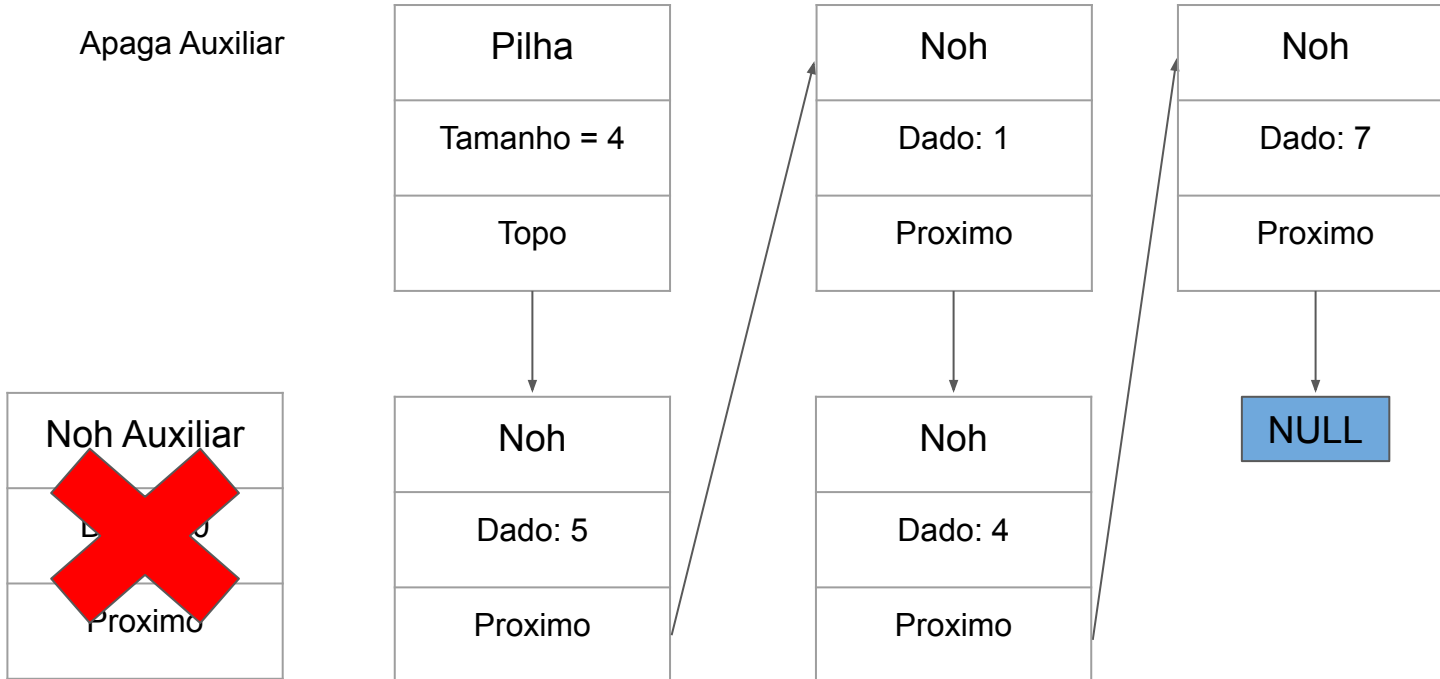 Apaga Auxiliar
Pilha
Tamanho = 4
Topo
Noh
Dado: 1
Proximo
Noh
Dado: 7
Proximo
Noh Auxiliar
Proximo
Noh
Dado: 5
Proximo
Noh
Dado: 4
Proximo
NULL